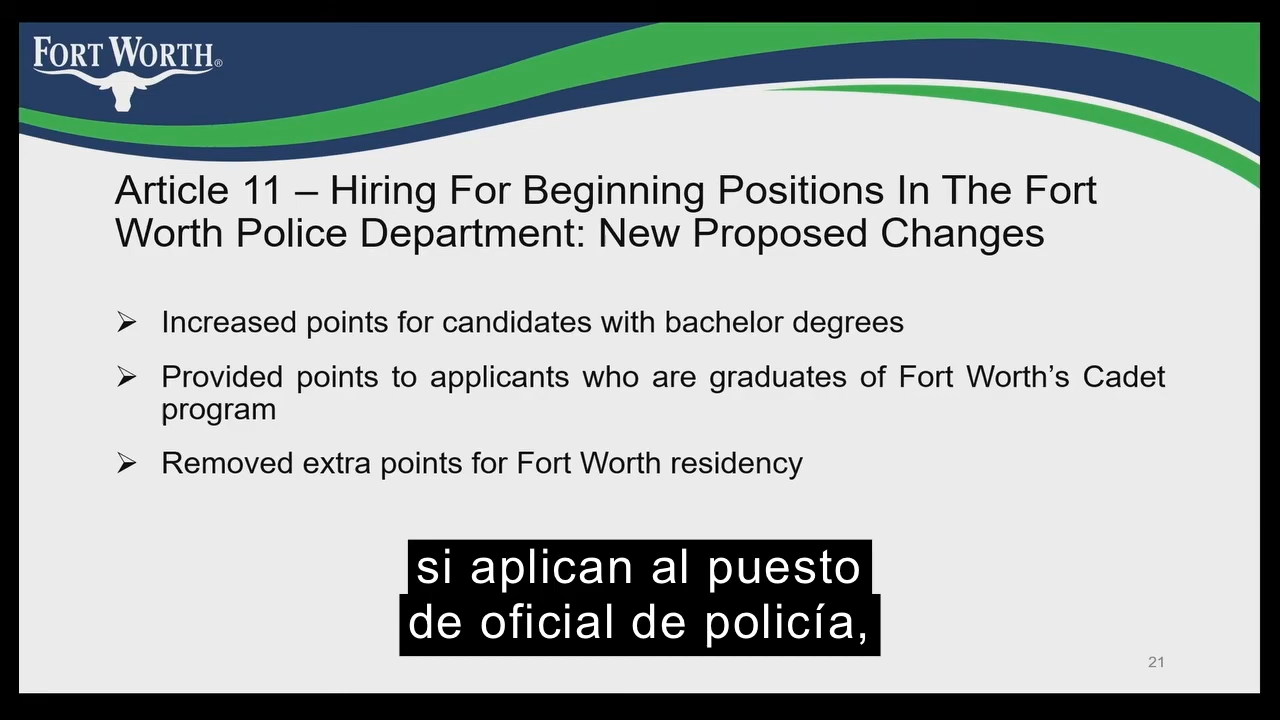 FORT WORTH®
Article 11 – Hiring For Beginning Positions In The Fort
Worth Police Department: New Proposed Changes
➢ Increased points for candidates with bachelor degrees
➢ Provided points to applicants who are graduates of Fort Worth’s Cadet
program
➢ Removed extra points for Fort Worth residency
si aplican al puesto
de oficial de policía,
21